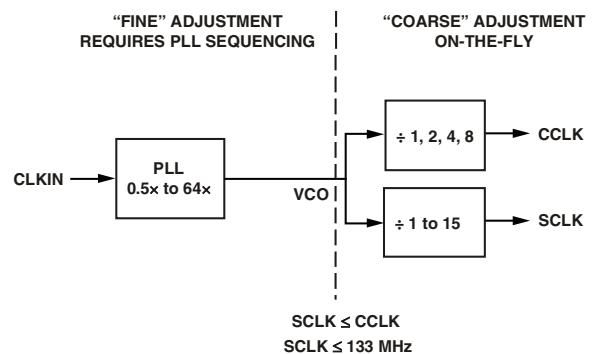 “FINE” ADJUSTMENT
REQUIRES PLL SEQUENCING
“COARSE” ADJUSTMENT
ON-THE-FLY
CLKIN
PLL
0.5× to 64×
VCO
÷ 1, 2, 4, 8
CCLK
÷ 1 to 15
SCLK
SCLK ≤ CCLK
SCLK ≤ 133 MHz